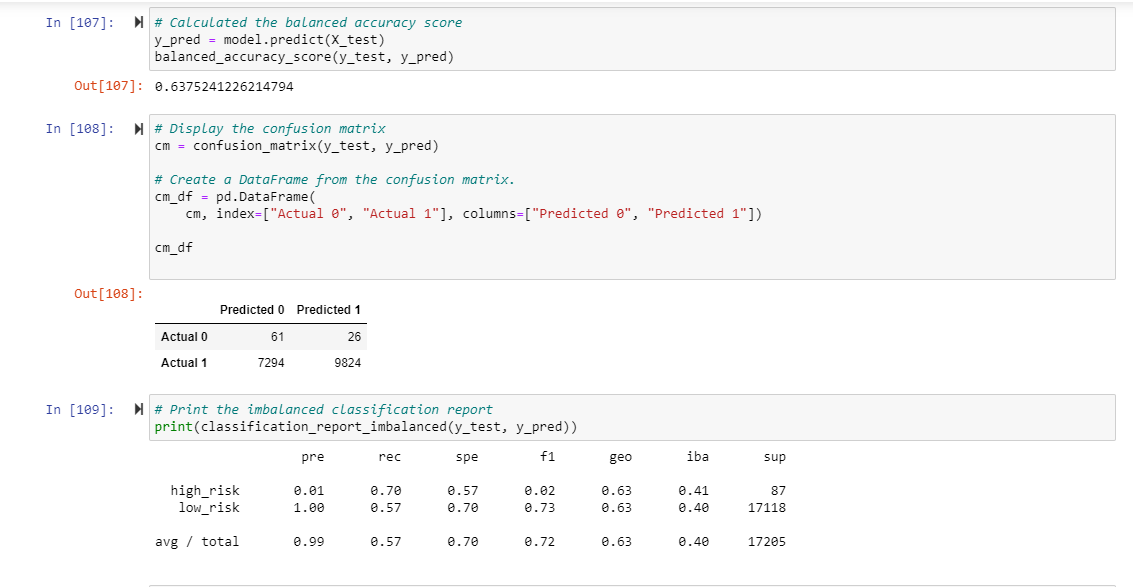 In [107]: # Calculated the balanced accuracy score
y_pred = model.predict(X_test)
balanced_accuracy_score(y_test, y_pred)
Out[107]: 0.6375241226214794
In [108]: # Display the confusion matrix
cm = confusion_matrix(y_test, y_pred)
# Create a DataFrame from the confusion matrix.
cm_df = pd.DataFrame(
cm, index=["Actual 0", "Actual 1"], columns=["Predicted 0", "Predicted 1"])
cm_df
Out[108]:
Predicted 0 Predicted 1
Actual 0 61 26
Actual 1 7294 9824
In [109]: # Print the imbalanced classification report
print(classification_report_imbalanced(y_test, y_pred))
pre rec spe f1 geo iba sup
high_risk 0.01 0.70 0.57 0.02 0.63 0.41 87
low_risk 1.00 0.57 0.70 0.73 0.63 0.40 17118
avg / total 0.99 0.57 0.70 0.72 0.63 0.40 17205